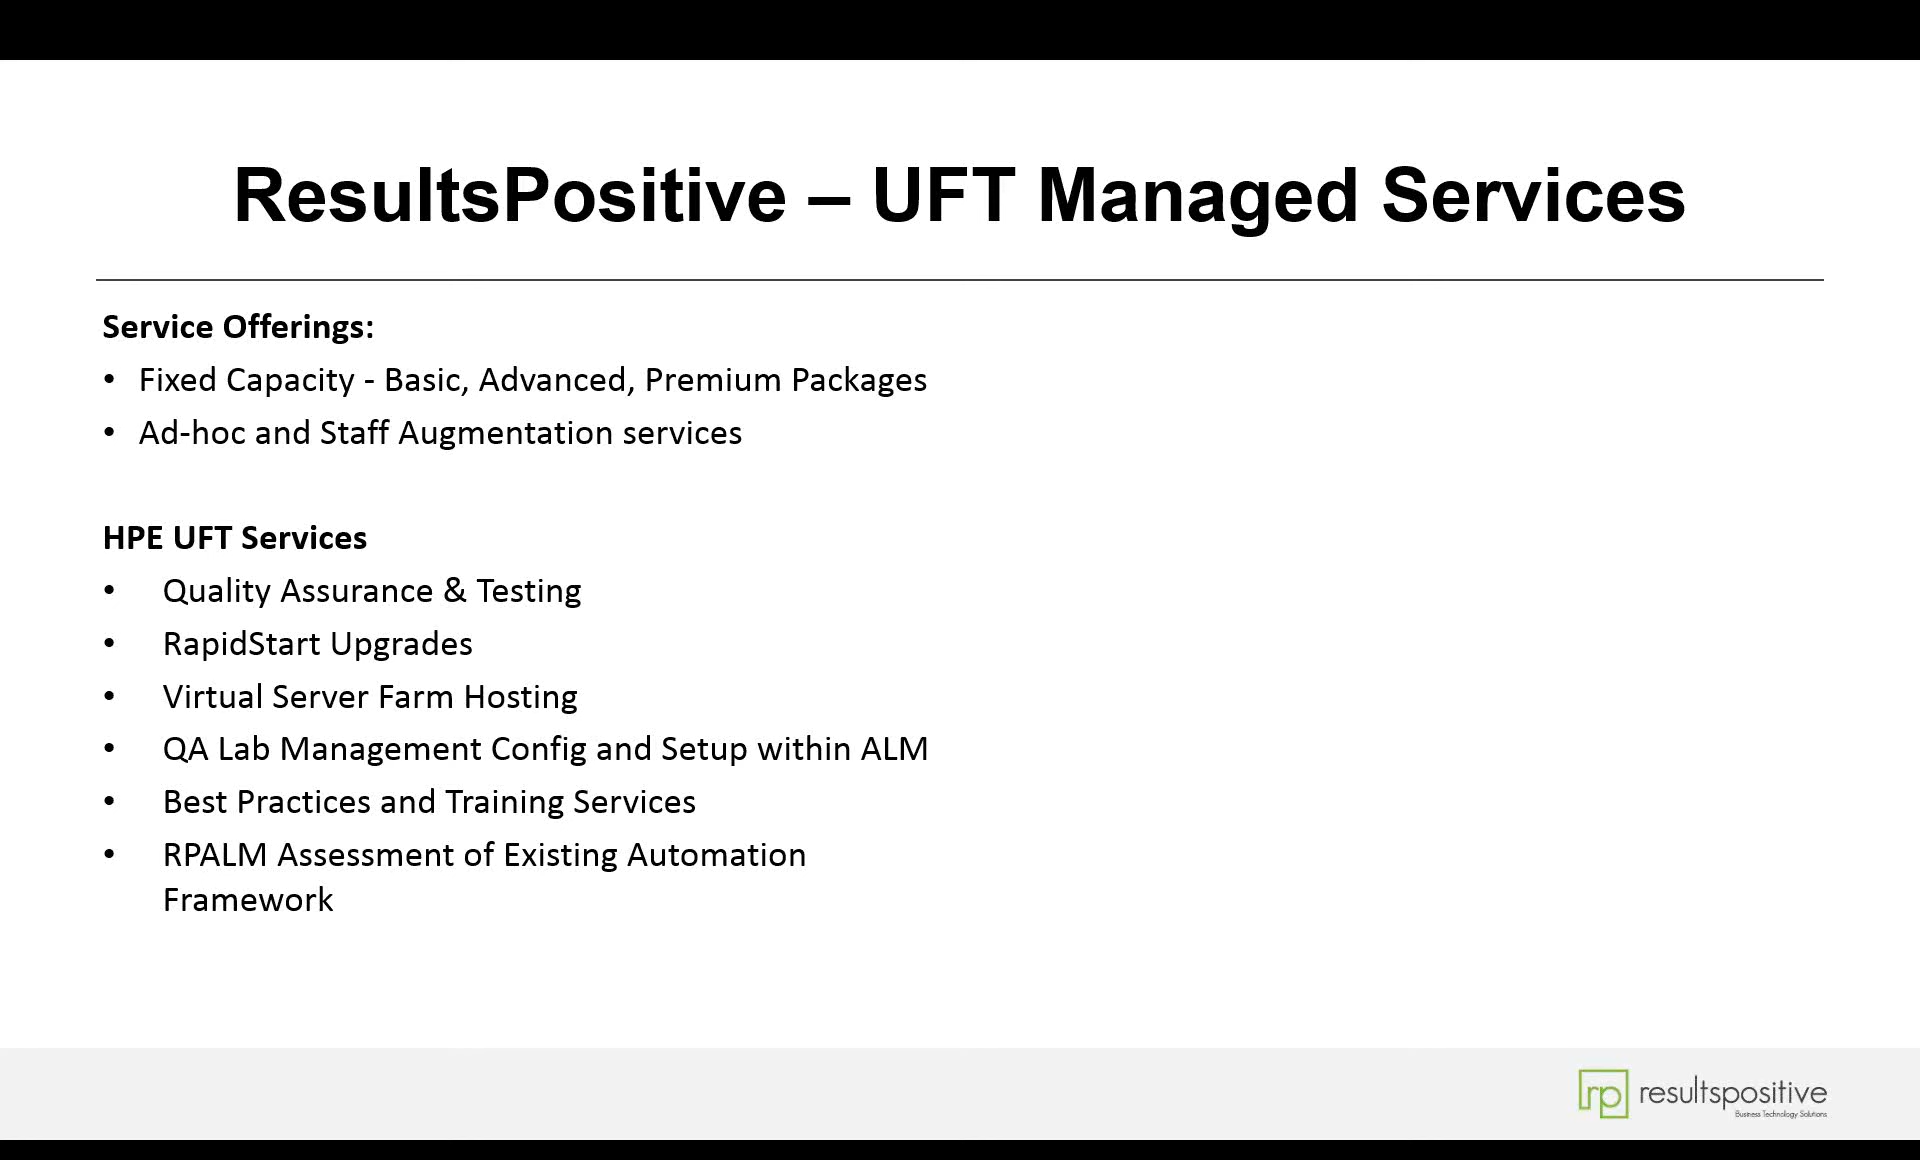 ResultsPositive – UFT Managed Services
Service Offerings:
• Fixed Capacity - Basic, Advanced, Premium Packages
• Ad-hoc and Staff Augmentation services
HPE UFT Services
• Quality Assurance & Testing
• RapidStart Upgrades
• Virtual Server Farm Hosting
• QA Lab Management Config and Setup within ALM
• Best Practices and Training Services
• RPALM Assessment of Existing Automation
Framework
rp resultspositive
Business Technology Solutions